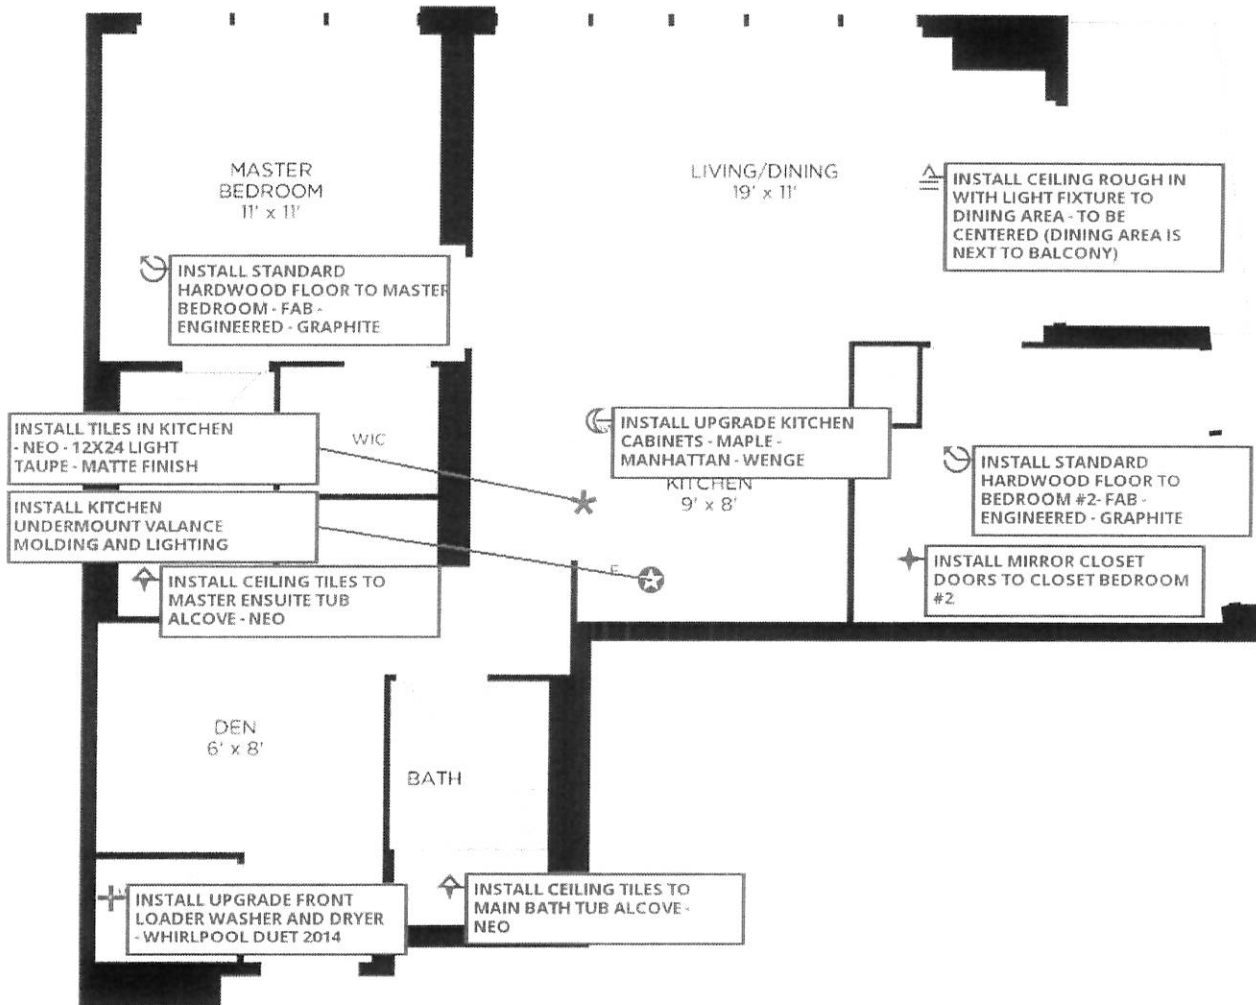 MASTER
BEDROOM
11' x 11'
LIVING/DINING
19' x 11'
INSTALL CEILING ROUGH IN
WITH LIGHT FIXTURE TO
DINING AREA - TO BE
CENTERED (DINING AREA IS
NEXT TO BALCONY)
INSTALL STANDARD
HARDWOOD FLOOR TO MASTER
BEDROOM - FAB -
ENGINEERED - GRAPHITE
INSTALL TILES IN KITCHEN
- NEO - 12X24 LIGHT
TAUPE - MATTE FINISH
WIC
INSTALL UPGRADE KITCHEN
CABINETS - MAPLE -
MANHATTAN - WENGE
KITCHEN
9' x 8'
INSTALL STANDARD
HARDWOOD FLOOR TO
BEDROOM #2- FAB -
ENGINEERED - GRAPHITE
INSTALL KITCHEN
UNDERMOUNT VALANCE
MOLDING AND LIGHTING
INSTALL MIRROR CLOSET
DOORS TO CLOSET BEDROOM
#2
INSTALL CEILING TILES TO
MASTER ENSUITE TUB
ALCOVE - NEO
DEN
6' x 8'
BATH
INSTALL UPGRADE FRONT
LOADER WASHER AND DRYER
- WHIRLPOOL DUET 2014
INSTALL CEILING TILES TO
MAIN BATH TUB ALCOVE -
NEO